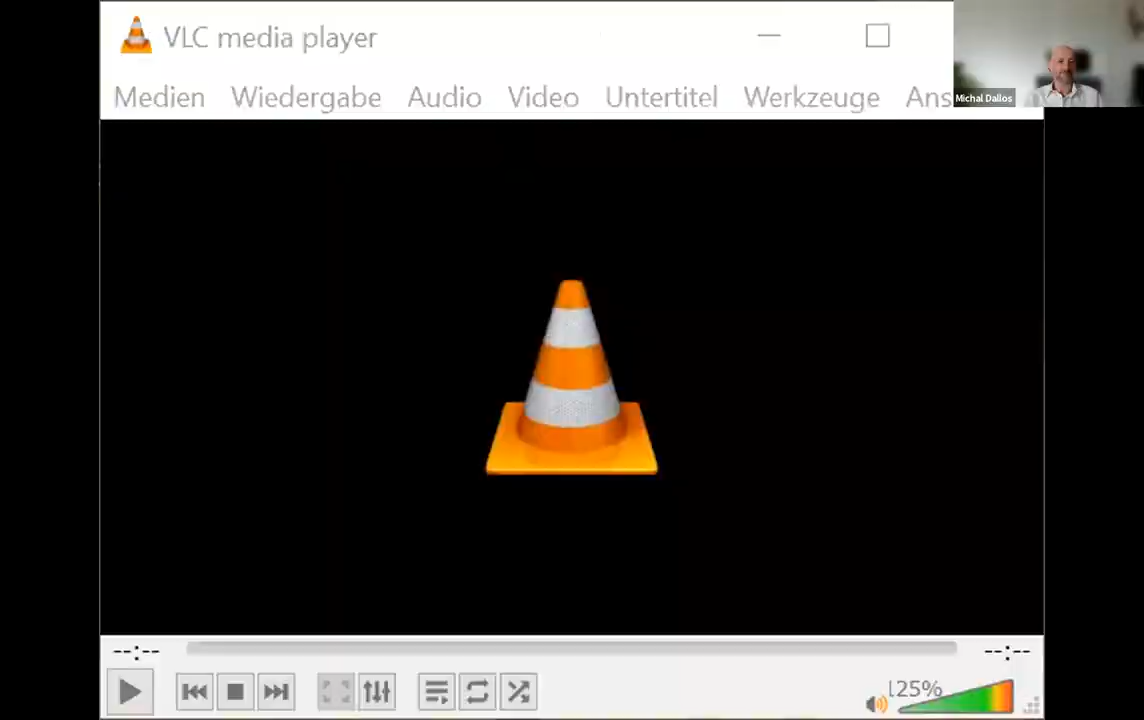 VLC media player
Medien Wiedergabe Audio Video Untertitel Werkzeuge Ans
Michal Dallos
--:-- --:--
125%